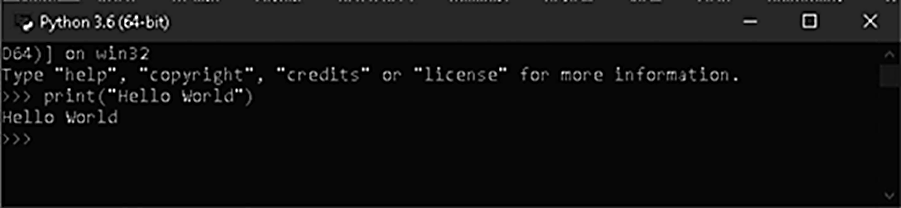 Python 3.6 (64-bit)
D64)] on win32
Type "help", "copyright", "credits" or "license" for more information.
>>> print("Hello World")
Hello World
>>>